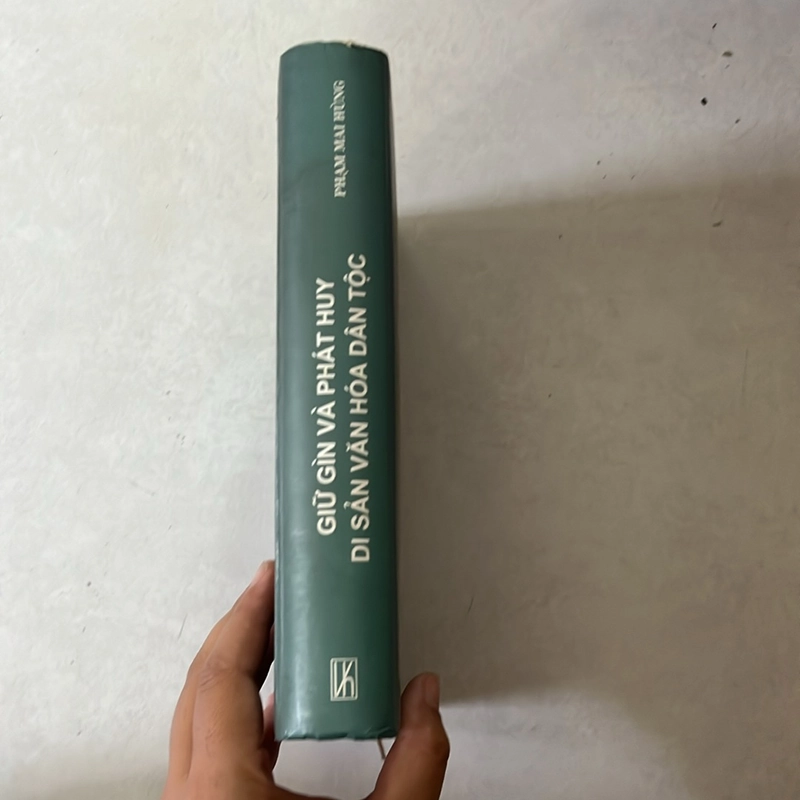 PHẠM MAI HÙNG
GIỮ GÌN VÀ PHÁT HUY
DI SẢN VĂN HÓA DÂN TỘC